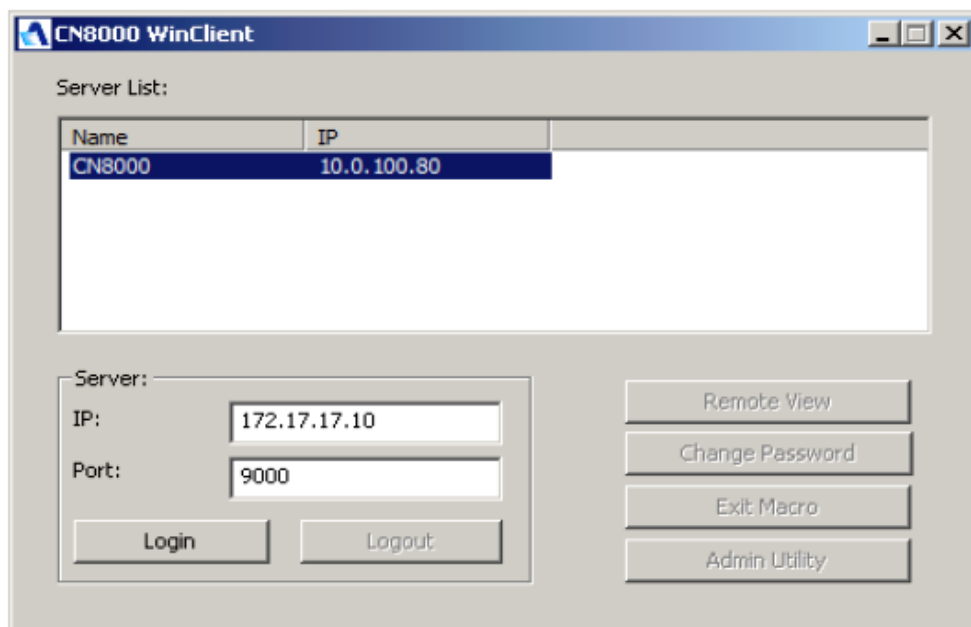 CN8000 WinClient
Server List:
Name IP
CN8000 10.0.100.80
Server:
IP: 172.17.17.10
Port: 9000
Login Logout
Remote View
Change Password
Exit Macro
Admin Utility